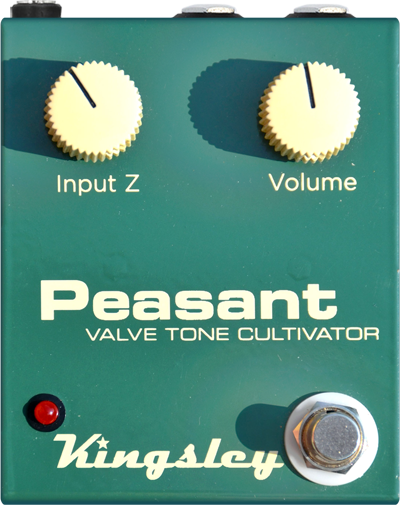 Input Z
Volume
Peasant
VALVE TONE CULTIVATOR
Kingsley